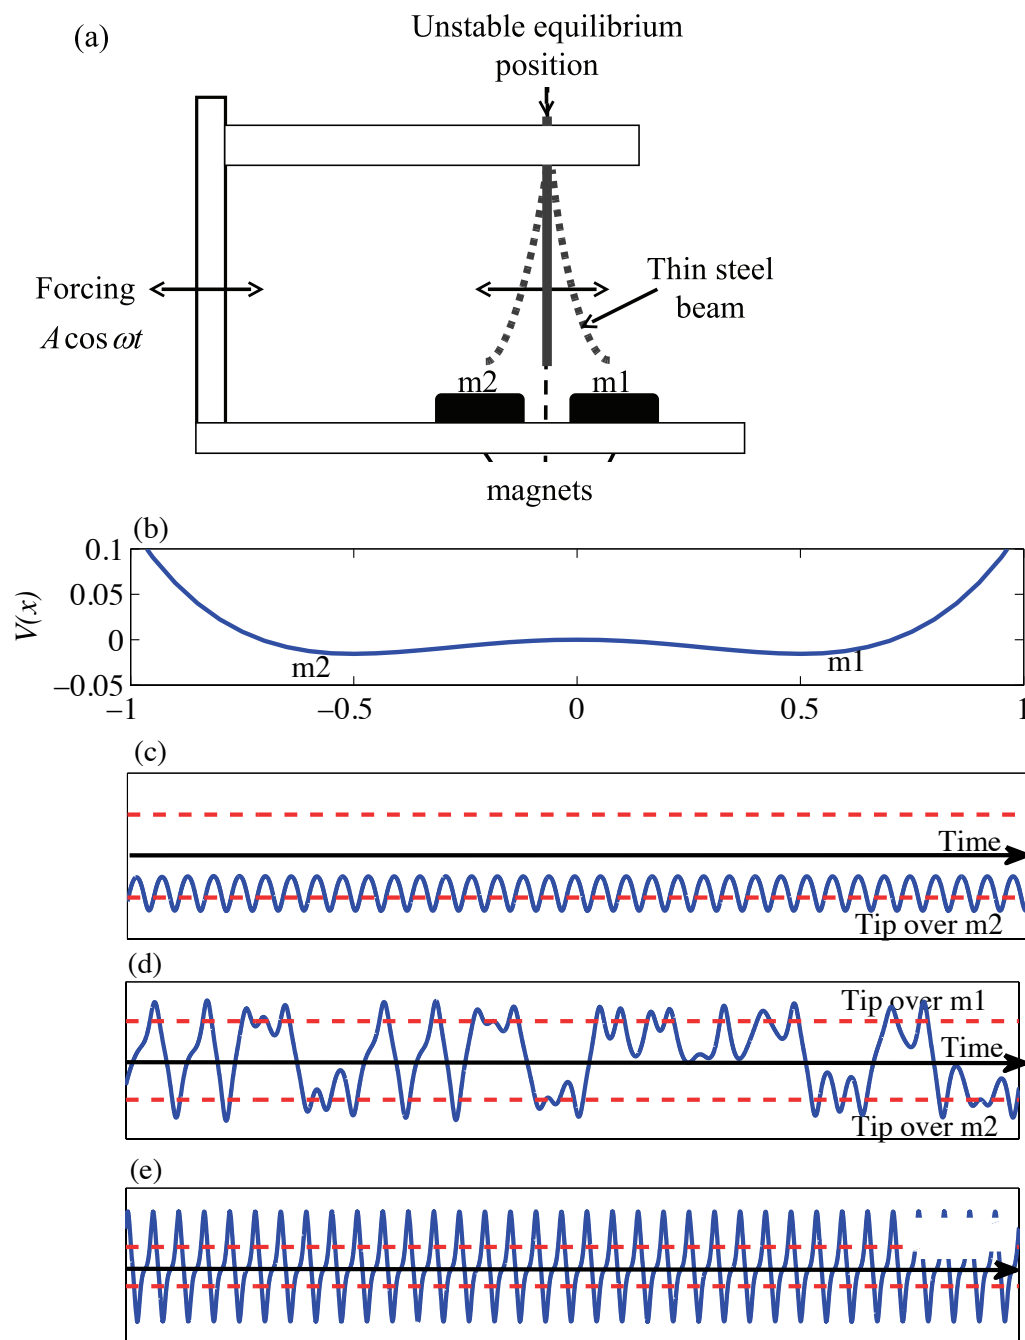 (a)
Unstable equilibrium
position
Forcing
A cos ωt
Thin steel
beam
m2
m1
magnets
(b)
V(x)
0.1
0.05
0
−0.05
m2
m1
−1
−0.5
0
0.5
1
(c)
Time
Tip over m2
(d)
Tip over m1
Time
Tip over m2
(e)